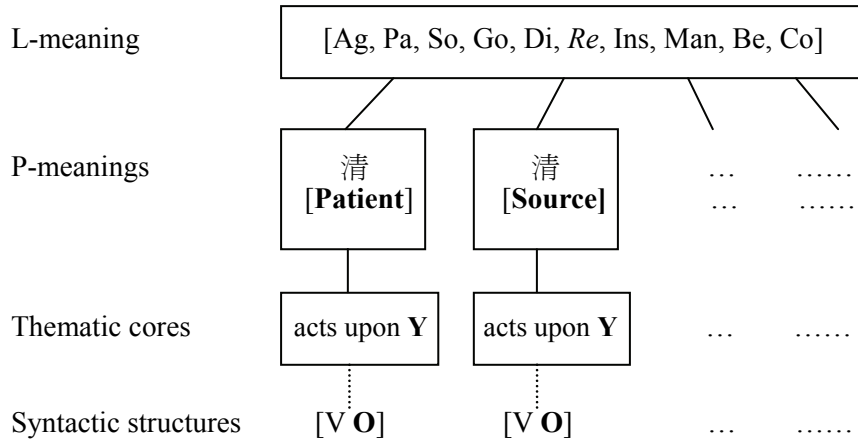 L-meaning [Ag, Pa, So, Go, Di, Re, Ins, Man, Be, Co]
P-meanings 清 清 … ……
[Patient] [Source] … ……
Thematic cores acts upon Y acts upon Y … ……
Syntactic structures [V O] [V O] … ……